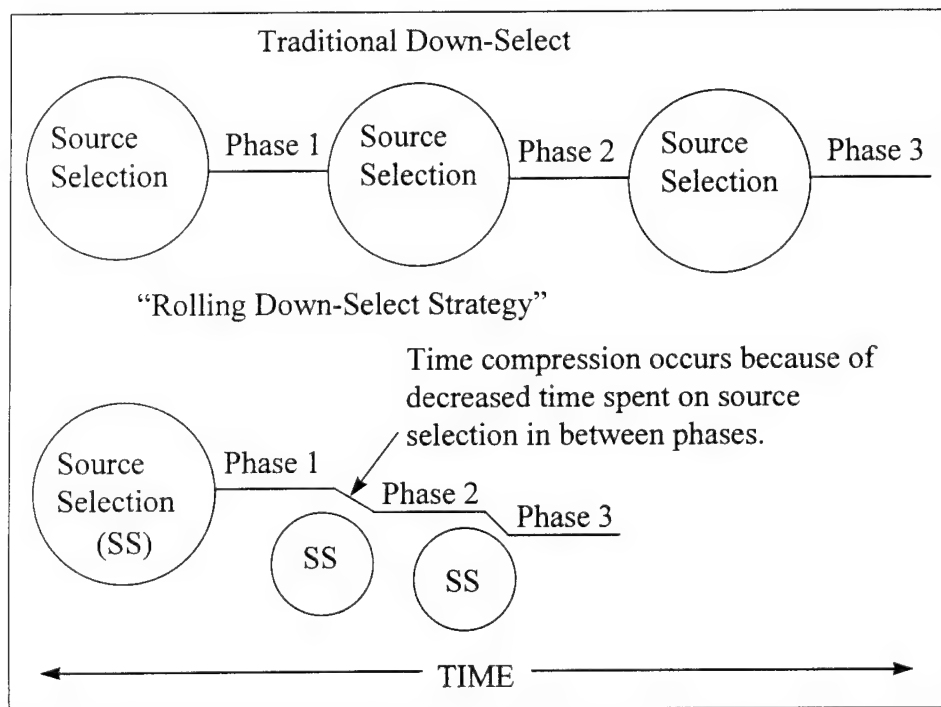 Traditional Down-Select
Source
Selection
Phase 1
Source
Selection
Phase 2
Source
Selection
Phase 3
“Rolling Down-Select Strategy”
Time compression occurs because of
decreased time spent on source
selection in between phases.
Source
Selection
(SS)
Phase 1
Phase 2
Phase 3
SS
SS
TIME